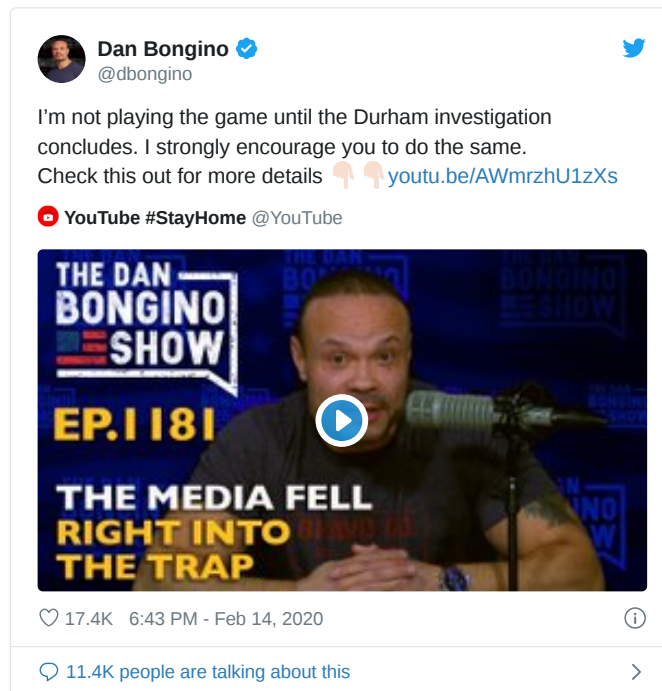 Dan Bongino
@dbongino
I’m not playing the game until the Durham investigation
concludes. I strongly encourage you to do the same.
Check this out for more details 👇🏻 👇🏻 youtu.be/AWmrzhU1zXs
YouTube #StayHome @YouTube
THE DAN
BONGINO
SHOW
EP.1181
THE MEDIA FELL
RIGHT INTO
THE TRAP
17.4K 6:43 PM - Feb 14, 2020
11.4K people are talking about this